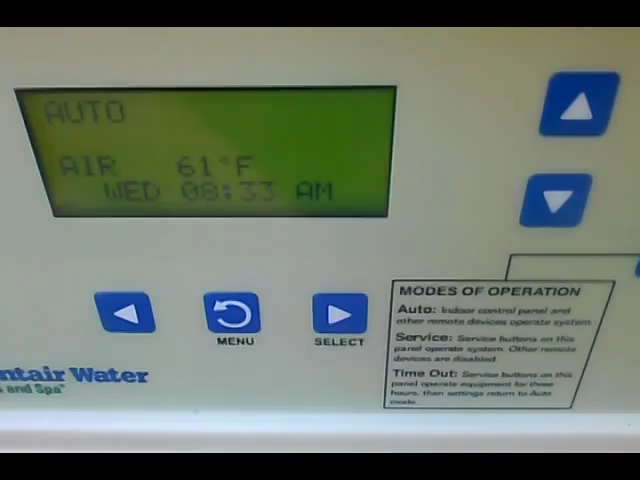 AUTO
AIR 61°F
WED 08:33 AM
MENU
SELECT
MODES OF OPERATION
Auto: Indoor control panel and
other remote devices operate system.
Service: Service buttons on this
panel operate system. Other remote
devices are disabled.
Time Out: Service buttons on this
panel operate equipment for three
hours, then settings return to Auto
mode.
ntair Water
s and Spa®